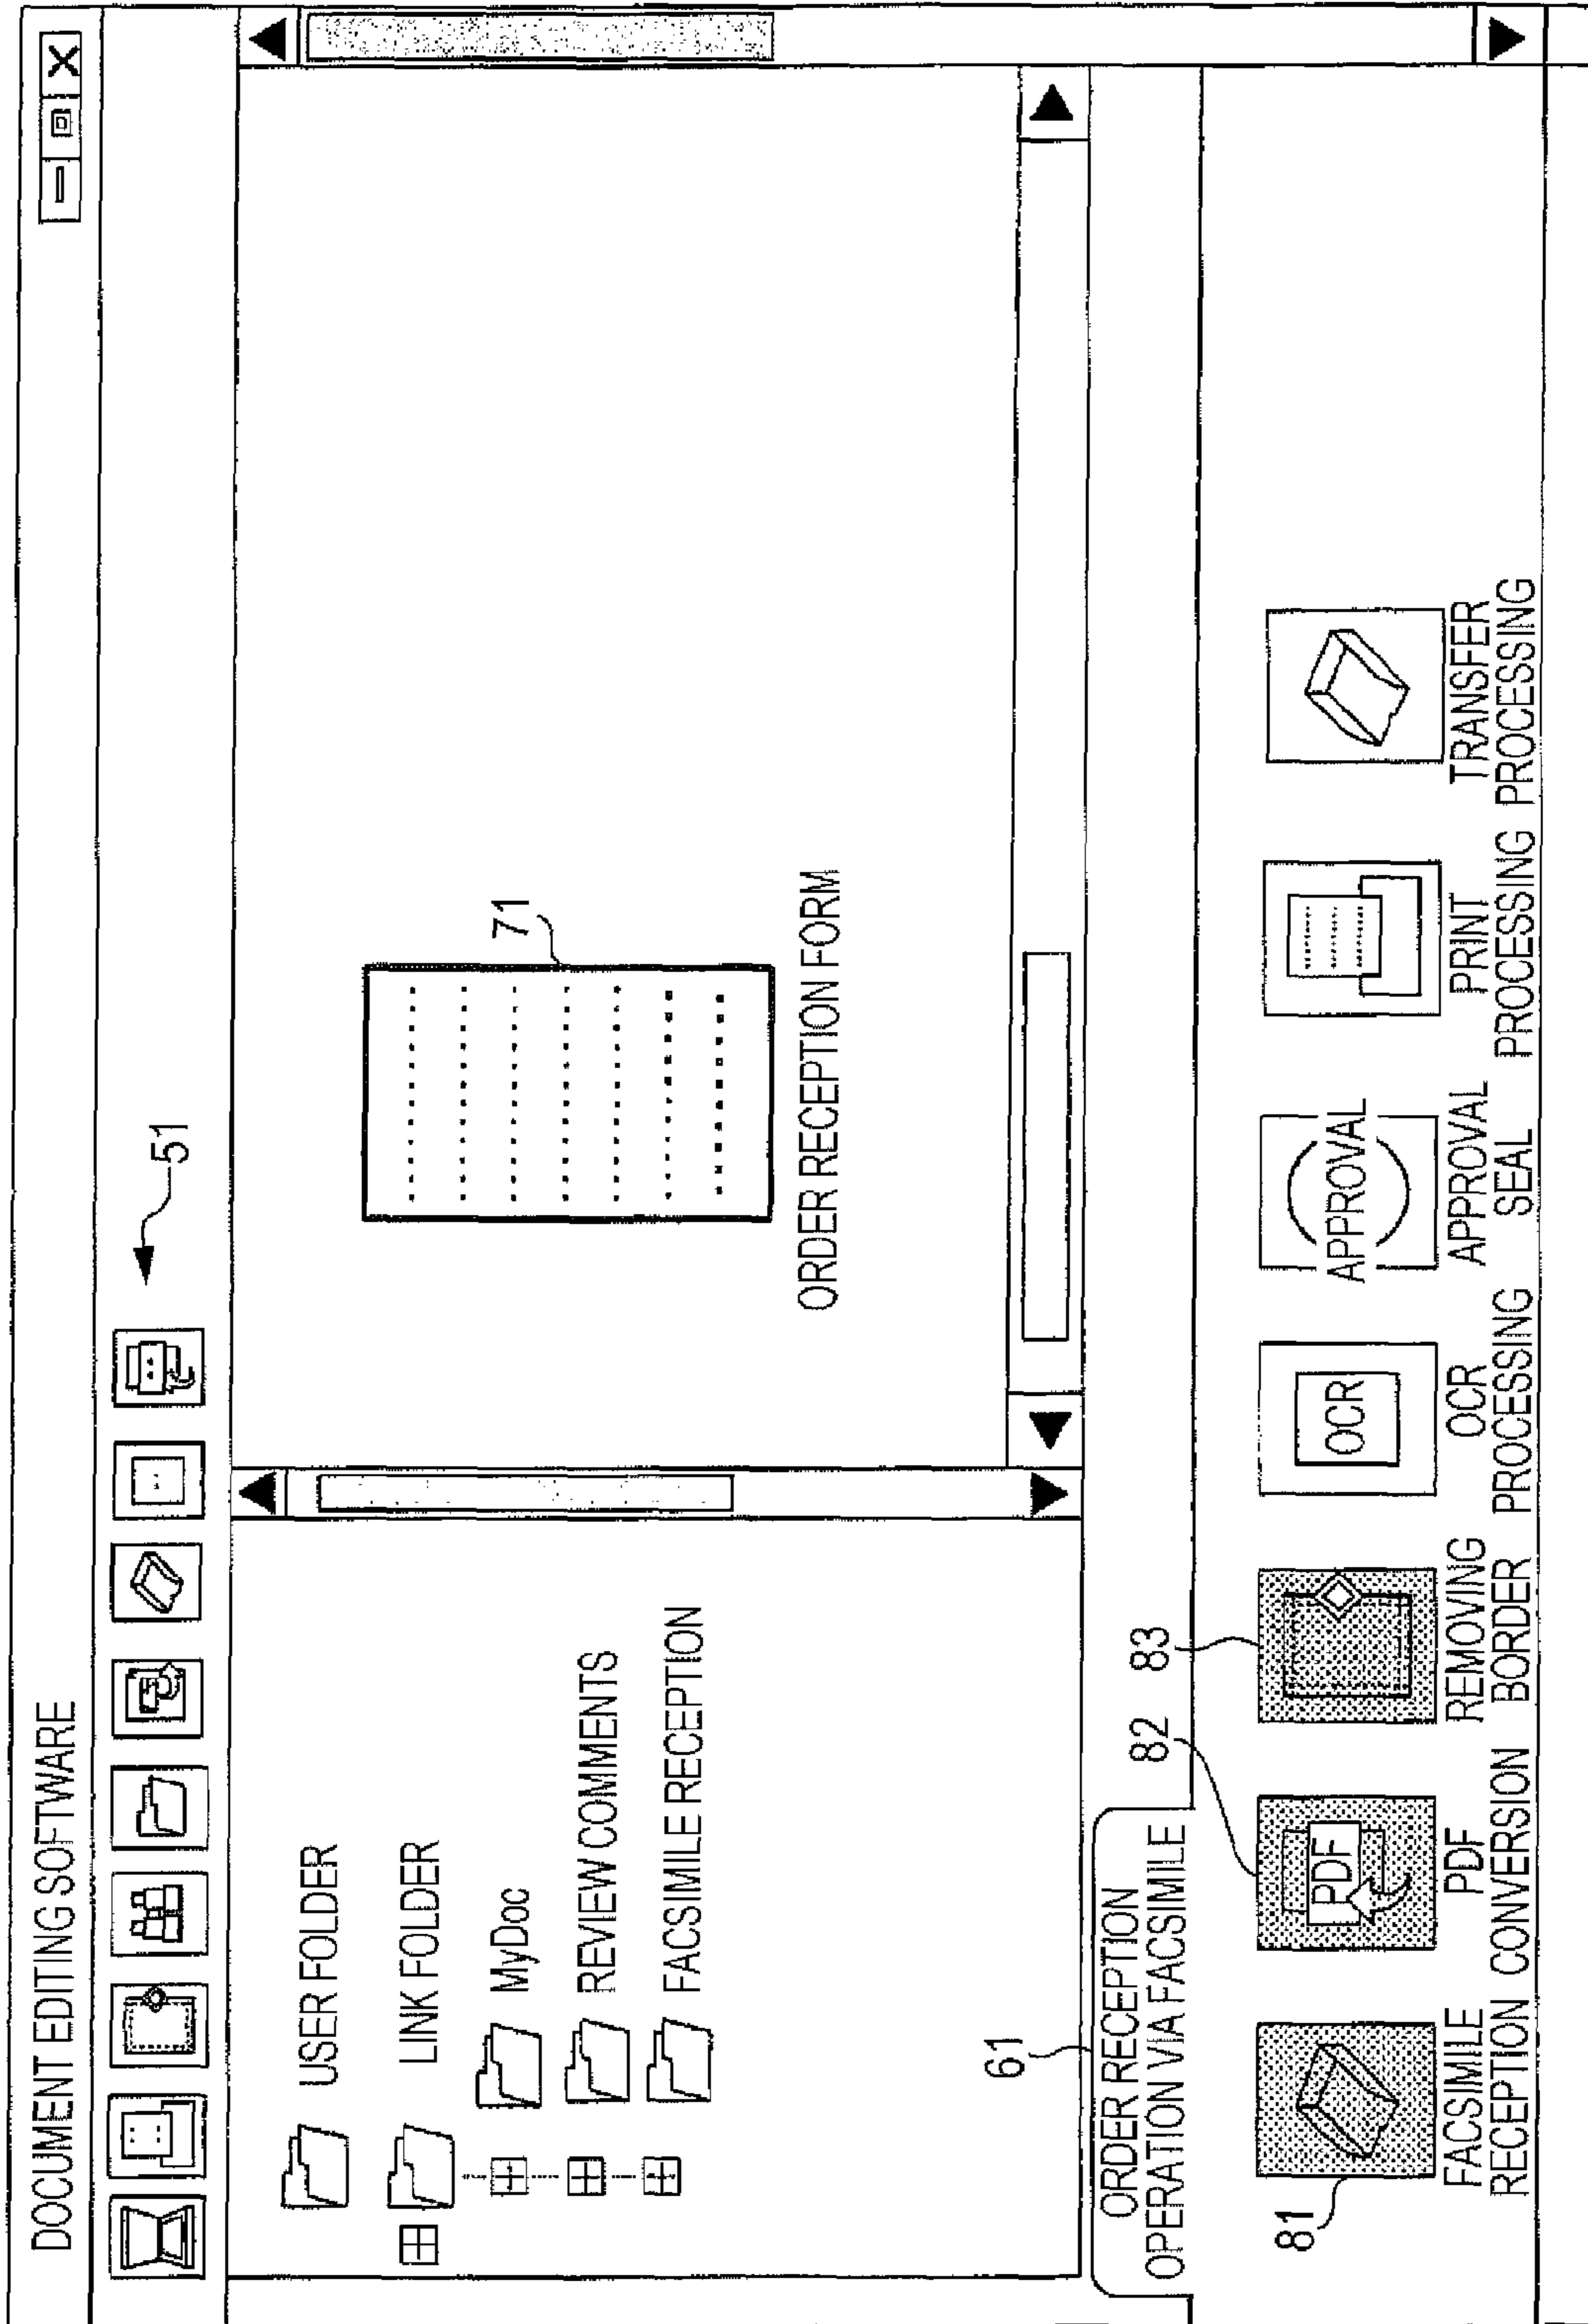 DOCUMENT EDITING SOFTWARE
51
USER FOLDER
LINK FOLDER
MyDoc
REVIEW COMMENTS
FACSIMILE RECEPTION
71
ORDER RECEPTION FORM
61
ORDER RECEPTION
OPERATION VIA FACSIMILE
81
82
83
PDF
OCR
APPROVAL
FACSIMILE
RECEPTION
PDF
CONVERSION
REMOVING
BORDER
OCR
PROCESSING
APPROVAL
SEAL
PRINT
PROCESSING
TRANSFER
PROCESSING